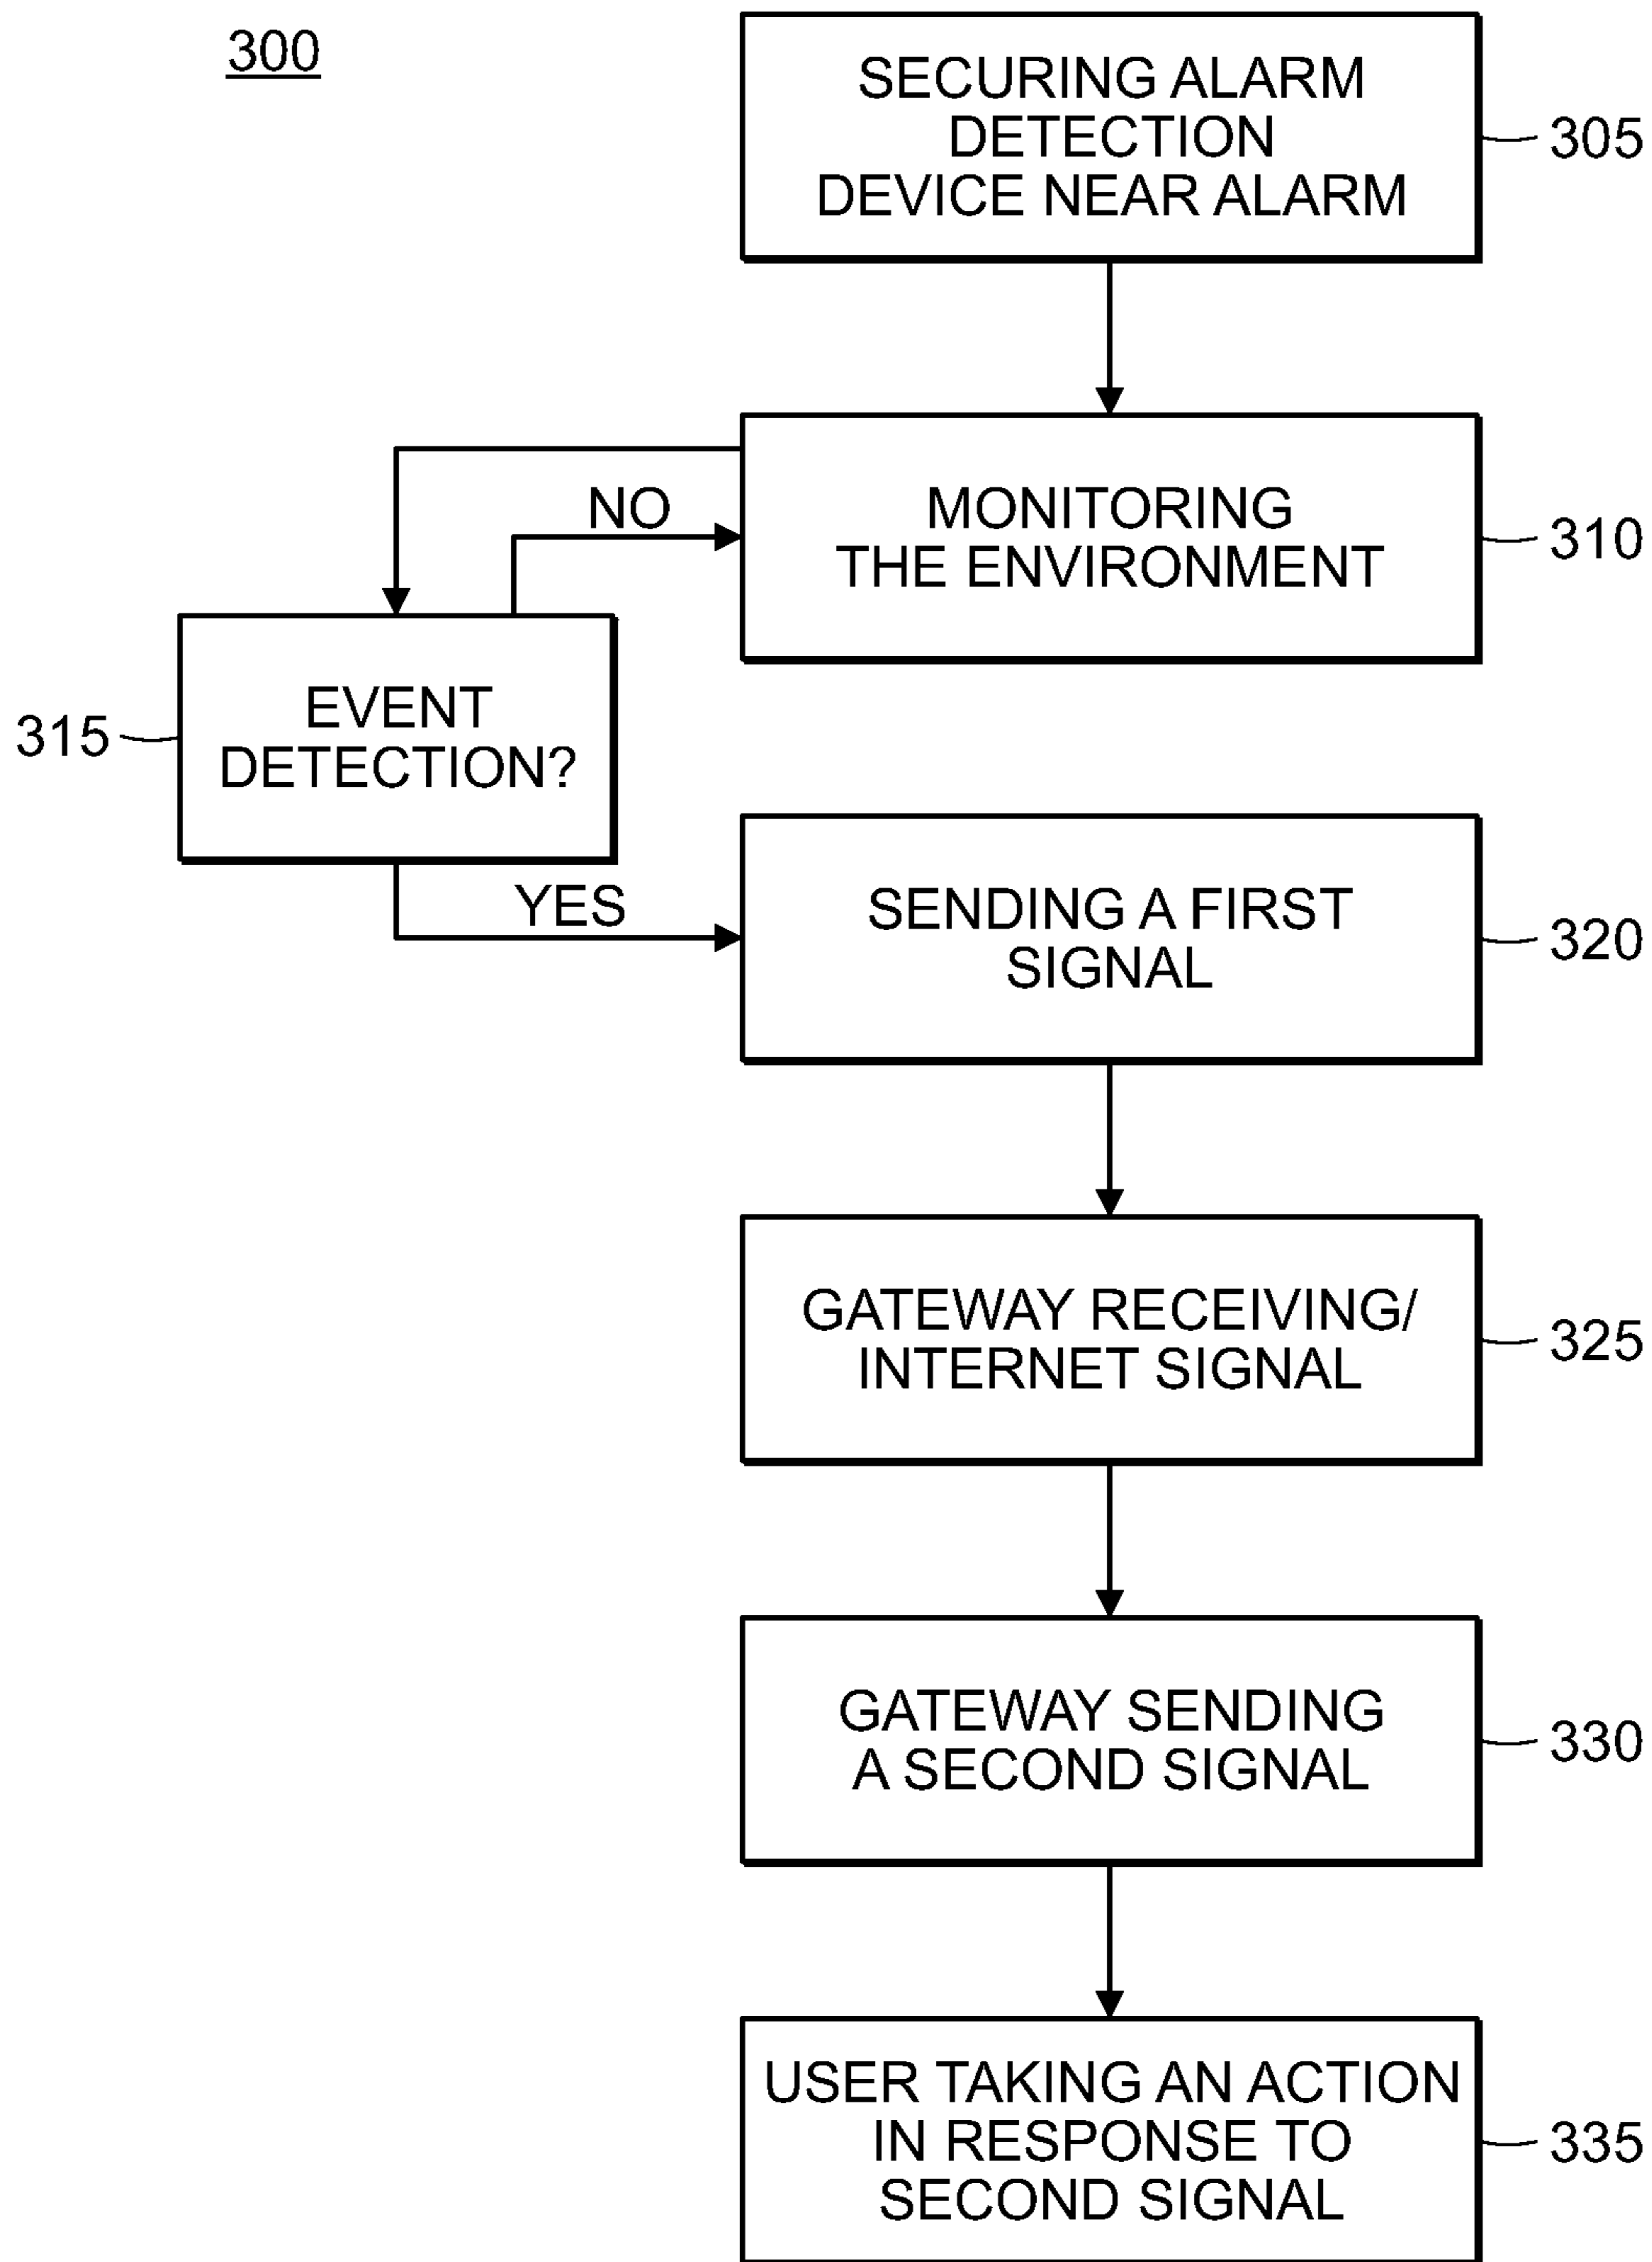 300
SECURING ALARM
DETECTION
DEVICE NEAR ALARM
305
MONITORING
THE ENVIRONMENT
310
NO
EVENT
DETECTION?
315
YES
SENDING A FIRST
SIGNAL
320
GATEWAY RECEIVING/
INTERNET SIGNAL
325
GATEWAY SENDING
A SECOND SIGNAL
330
USER TAKING AN ACTION
IN RESPONSE TO
SECOND SIGNAL
335